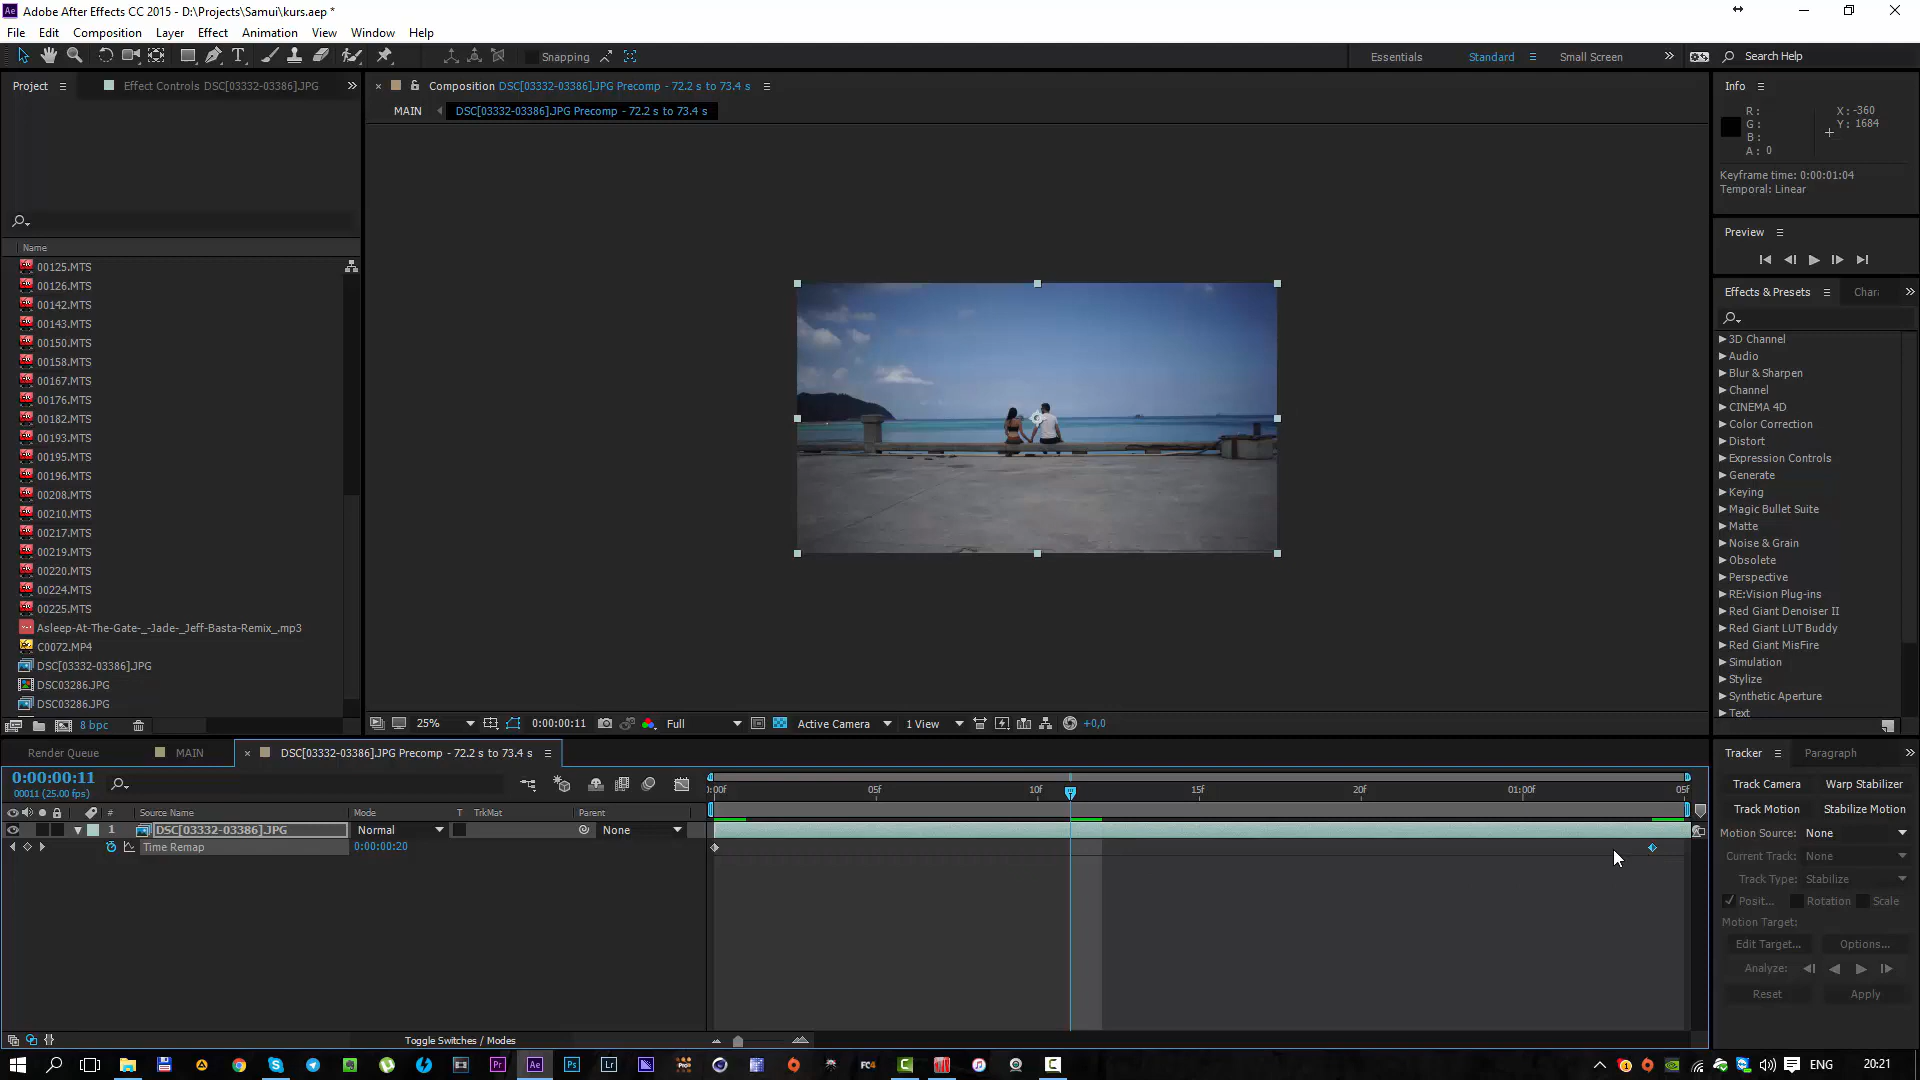 Adobe After Effects CC 2015 - D:\Projects\Samui\kurs.aep *
File Edit Composition Layer Effect Animation View Window Help
Snapping
Essentials Standard Small Screen Search Help
Project Effect Controls DSC[03332-03386].JPG
Composition DSC[03332-03386].JPG Precomp - 72.2 s to 73.4 s
MAIN DSC[03332-03386].JPG Precomp - 72.2 s to 73.4 s
Info
R: X: -360
G: Y: 1684
B:
A: 0
Keyframe time: 0:00:01:04
Temporal: Linear
Preview
Name
00125.MTS
00126.MTS
00142.MTS
00143.MTS
00150.MTS
00158.MTS
00167.MTS
00176.MTS
00182.MTS
00193.MTS
00195.MTS
00196.MTS
00208.MTS
00210.MTS
00217.MTS
00219.MTS
00220.MTS
00224.MTS
00225.MTS
Asleep-At-The-Gate-_-Jade-_Jeff-Basta-Remix_.mp3
C0072.MP4
DSC[03332-03386].JPG
DSC03286.JPG
DSC03286.JPG
8 bpc
Effects & Presets Chara
3D Channel
Audio
Blur & Sharpen
Channel
CINEMA 4D
Color Correction
Distort
Expression Controls
Generate
Keying
Magic Bullet Suite
Matte
Noise & Grain
Obsolete
Perspective
RE:Vision Plug-ins
Red Giant Denoiser II
Red Giant LUT Buddy
Red Giant MisFire
Simulation
Stylize
Synthetic Aperture
Text
25% 0:00:00:11 Full Active Camera 1 View +0,0
Render Queue MAIN DSC[03332-03386].JPG Precomp - 72.2 s to 73.4 s
0:00:00:11
00011 (25.00 fps)
0:00f 05f 10f 15f 20f 01:00f 05f
# Source Name Mode T TrkMat Parent
1 DSC[03332-03386].JPG Normal None
Time Remap 0:00:00:20
Tracker Paragraph
Track Camera Warp Stabilizer
Track Motion Stabilize Motion
Motion Source: None
Current Track: None
Track Type: Stabilize
Posit... Rotation Scale
Motion Target:
Edit Target... Options...
Analyze:
Reset Apply
Toggle Switches / Modes
Pr Ae Ps Lr FC4
ENG 20:21